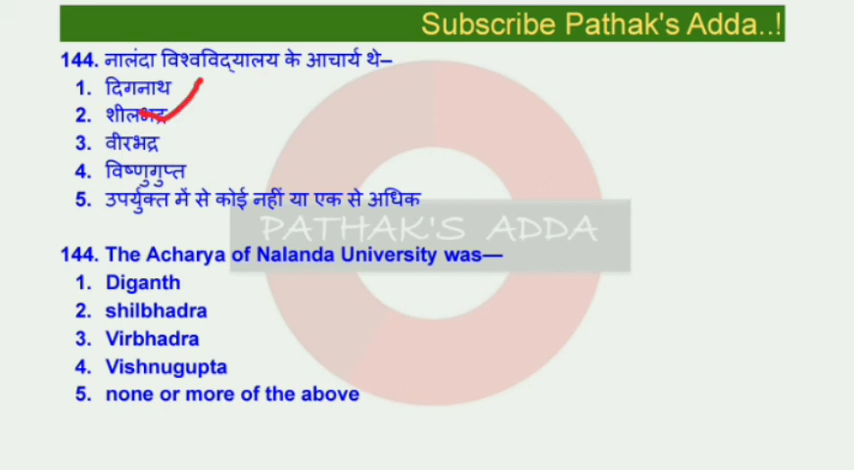 Subscribe Pathak's Adda..!
144. नालंदा विश्वविद्यालय के आचार्य थे–
1. दिगनाथ
2. शीलभद्र
3. वीरभद्र
4. विष्णुगुप्त
5. उपर्युक्त में से कोई नहीं या एक से अधिक
PATHAK'S ADDA
144. The Acharya of Nalanda University was—
1. Diganth
2. shilbhadra
3. Virbhadra
4. Vishnugupta
5. none or more of the above